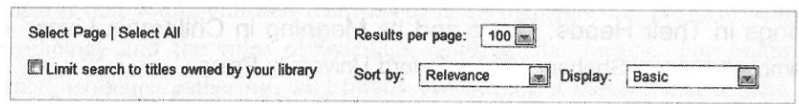 Select Page | Select All
Results per page: 100
Limit search to titles owned by your library
Sort by: Relevance Display: Basic